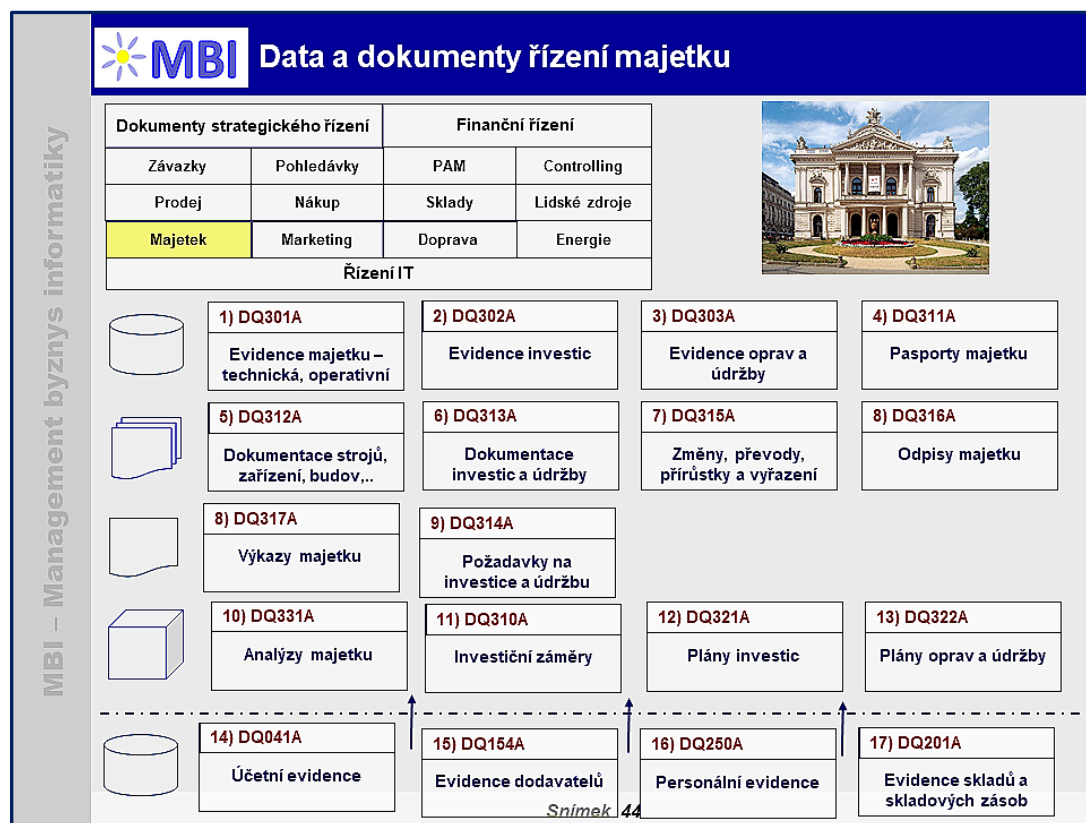 MBI
Data a dokumenty řízení majetku
MBI – Management byznys informatiky
Dokumenty strategického řízení
Finanční řízení
Závazky
Pohledávky
PAM
Controlling
Prodej
Nákup
Sklady
Lidské zdroje
Majetek
Marketing
Doprava
Energie
Řízení IT
1) DQ301A
Evidence majetku –
technická, operativní
2) DQ302A
Evidence investic
3) DQ303A
Evidence oprav a
údržby
4) DQ311A
Pasporty majetku
5) DQ312A
Dokumentace strojů,
zařízení, budov,..
6) DQ313A
Dokumentace
investic a údržby
7) DQ315A
Změny, převody,
přírůstky a vyřazení
8) DQ316A
Odpisy majetku
8) DQ317A
Výkazy majetku
9) DQ314A
Požadavky na
investice a údržbu
10) DQ331A
Analýzy majetku
11) DQ310A
Investiční záměry
12) DQ321A
Plány investic
13) DQ322A
Plány oprav a údržby
14) DQ041A
Účetní evidence
15) DQ154A
Evidence dodavatelů
16) DQ250A
Personální evidence
17) DQ201A
Evidence skladů a
skladových zásob
Snímek 44